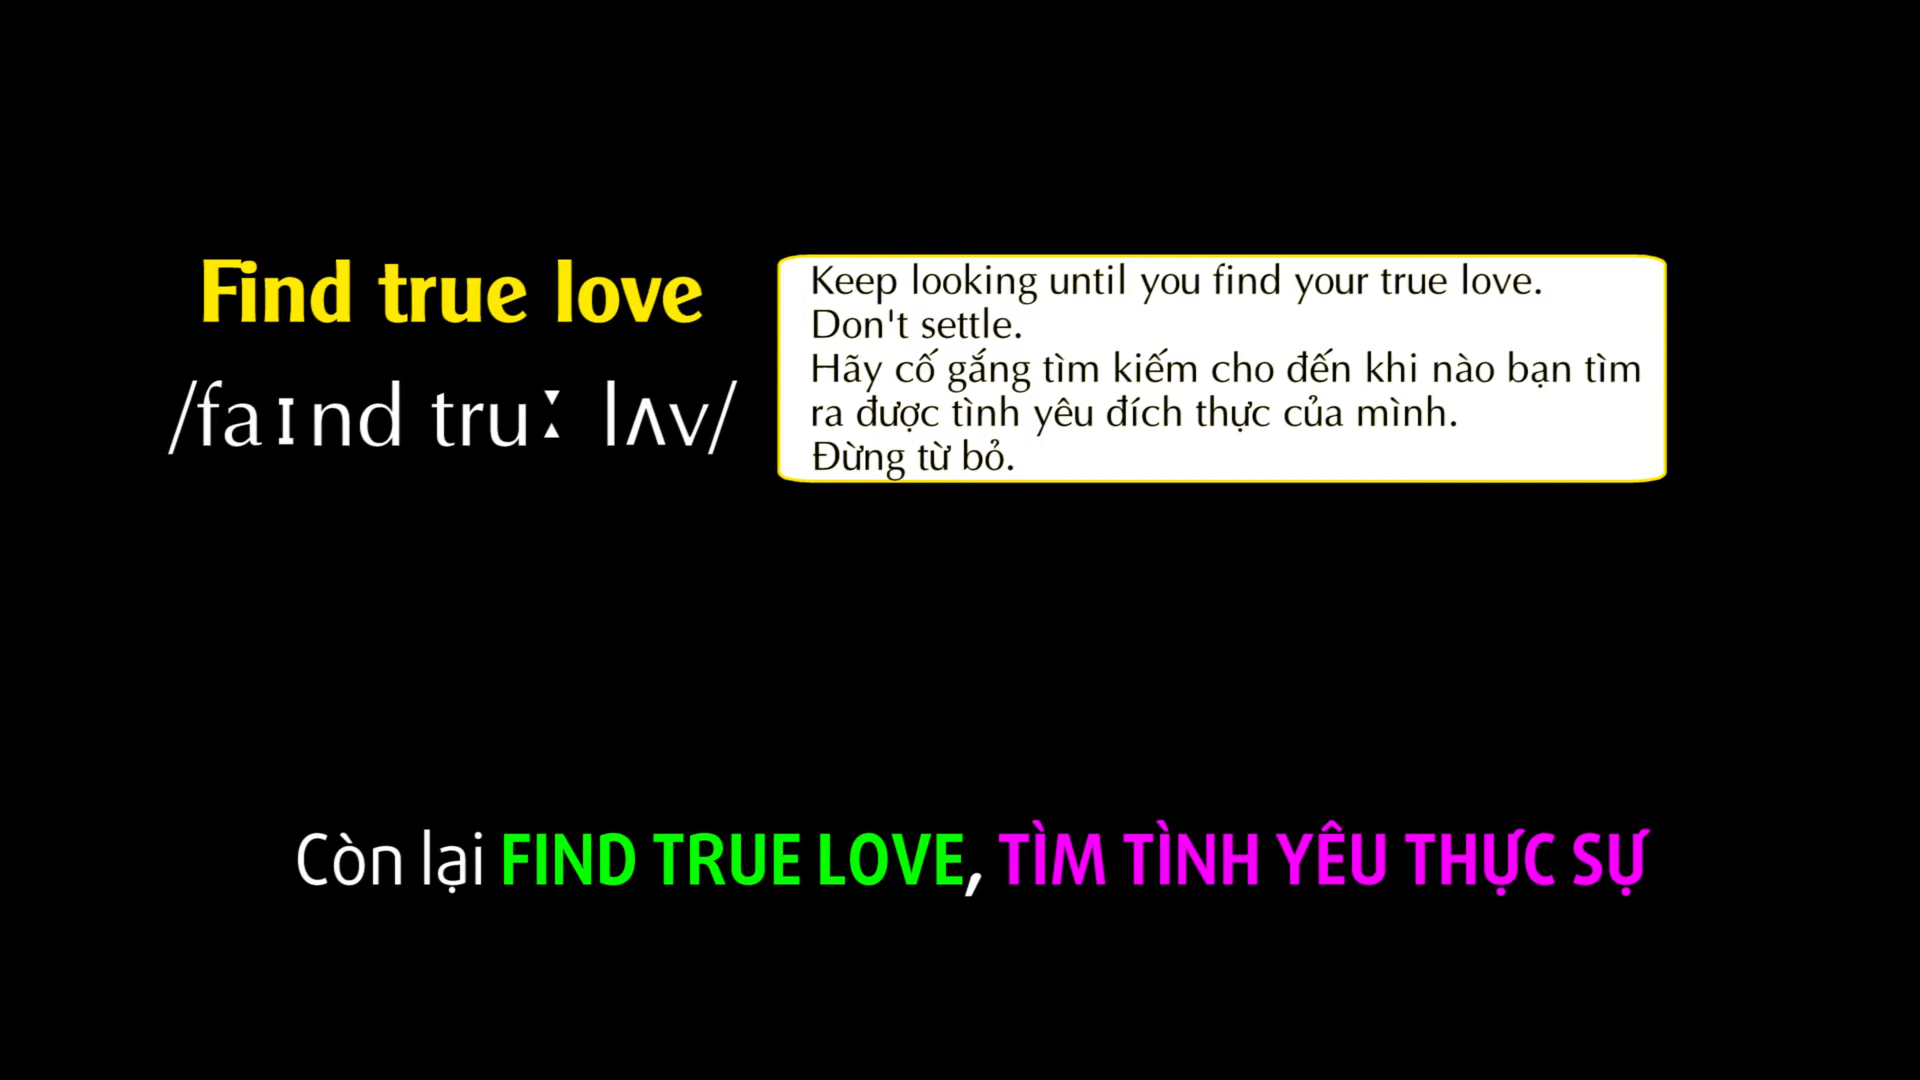 Find true love
/faɪnd truː lʌv/
Keep looking until you find your true love.
Don't settle.
Hãy cố gắng tìm kiếm cho đến khi nào bạn tìm
ra được tình yêu đích thực của mình.
Đừng từ bỏ.
Còn lại FIND TRUE LOVE, TÌM TÌNH YÊU THỰC SỰ